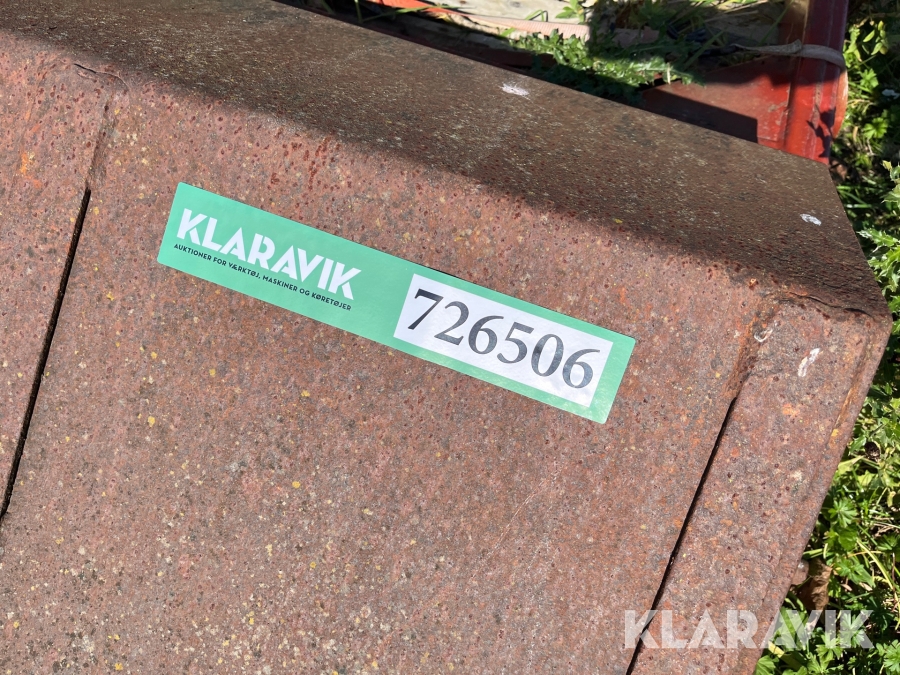 KLARAVIK
AUKTIONER FOR VÆRKTØJ, MASKINER OG KØRETØJER
726506
KLARAVIK